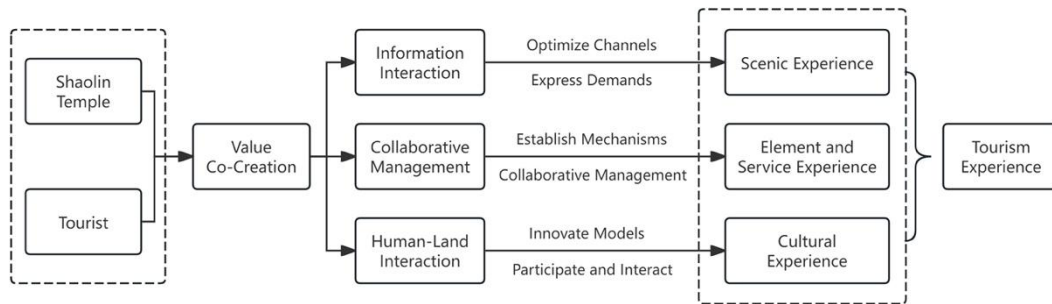 Shaolin
Temple
Tourist
Value
Co-Creation
Information
Interaction
Optimize Channels
Express Demands
Scenic Experience
Collaborative
Management
Establish Mechanisms
Collaborative Management
Element and
Service Experience
Human-Land
Interaction
Innovate Models
Participate and Interact
Cultural
Experience
Tourism
Experience